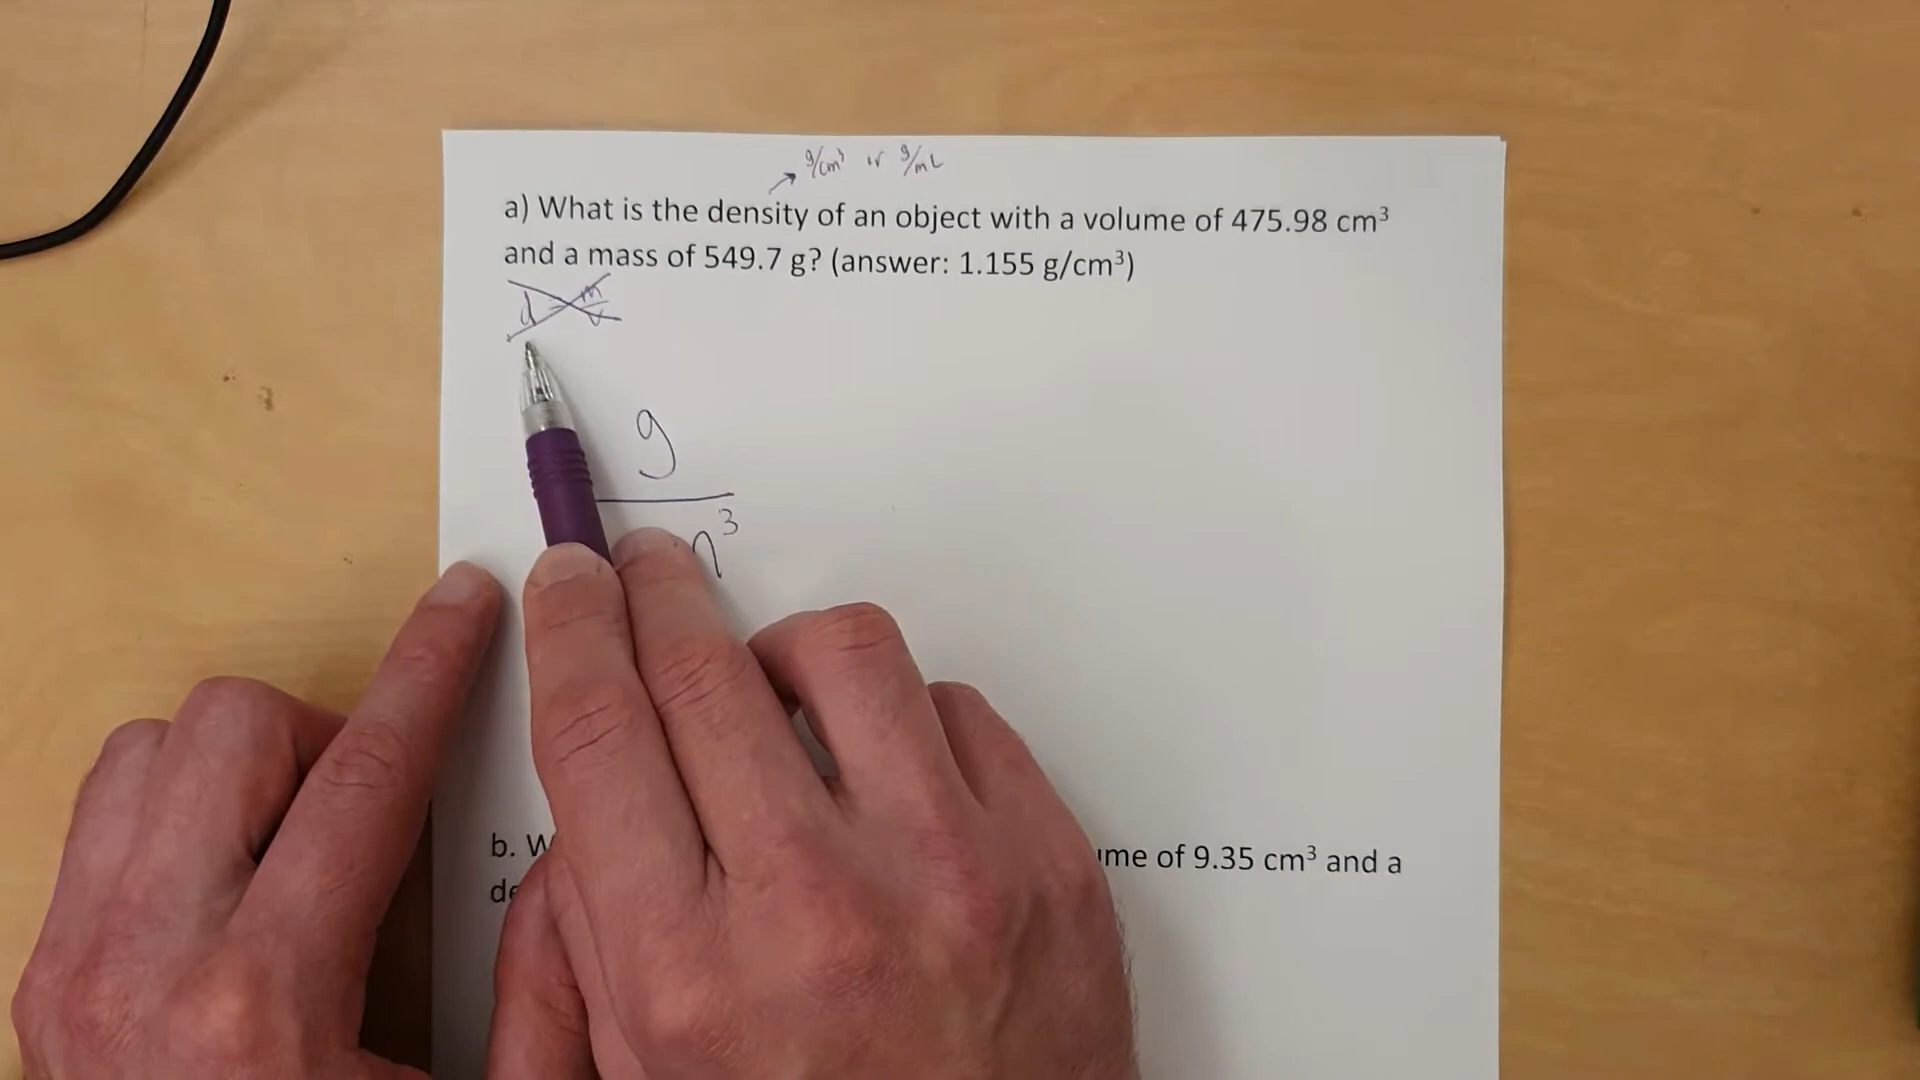 g/cm³ or g/mL
a) What is the density of an object with a volume of 475.98 cm³
and a mass of 549.7 g? (answer: 1.155 g/cm³)
d = m
v
g
³
b.
me of 9.35 cm³ and a